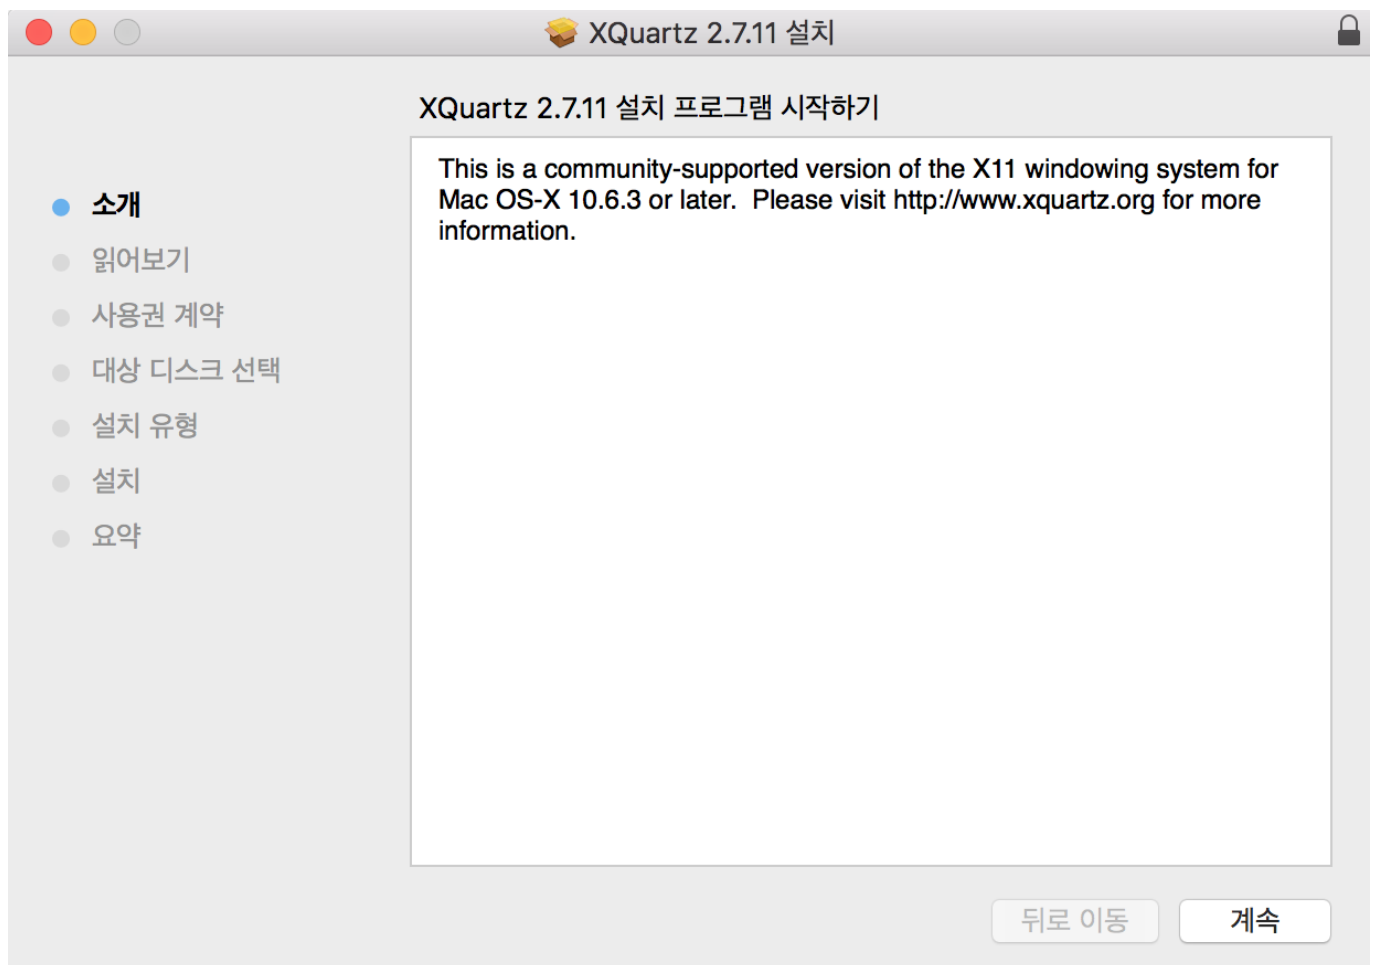 XQuartz 2.7.11 설치
XQuartz 2.7.11 설치 프로그램 시작하기
소개
읽어보기
사용권 계약
대상 디스크 선택
설치 유형
설치
요약
This is a community-supported version of the X11 windowing system for
Mac OS-X 10.6.3 or later.  Please visit http://www.xquartz.org for more
information.
뒤로 이동
계속